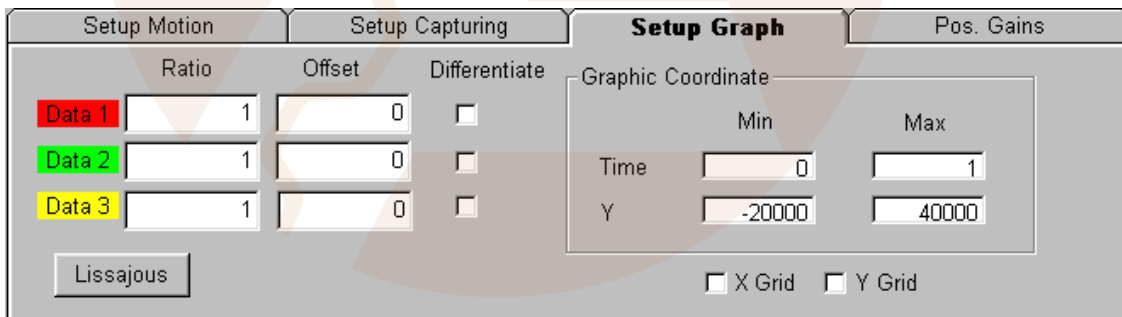 Setup Motion Setup Capturing Setup Graph Pos. Gains
Ratio Offset Differentiate Graphic Coordinate
Min Max
Data 1 1 0
Data 2 1 0 Time 0 1
Data 3 1 0 Y -20000 40000
Lissajous X Grid Y Grid